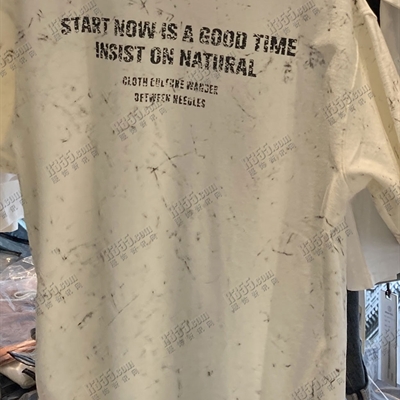 START NOW IS A GOOD TIME
INSIST ON NATURAL
CLOTH CULTURE WANDER
BETWEEN NEEDLES